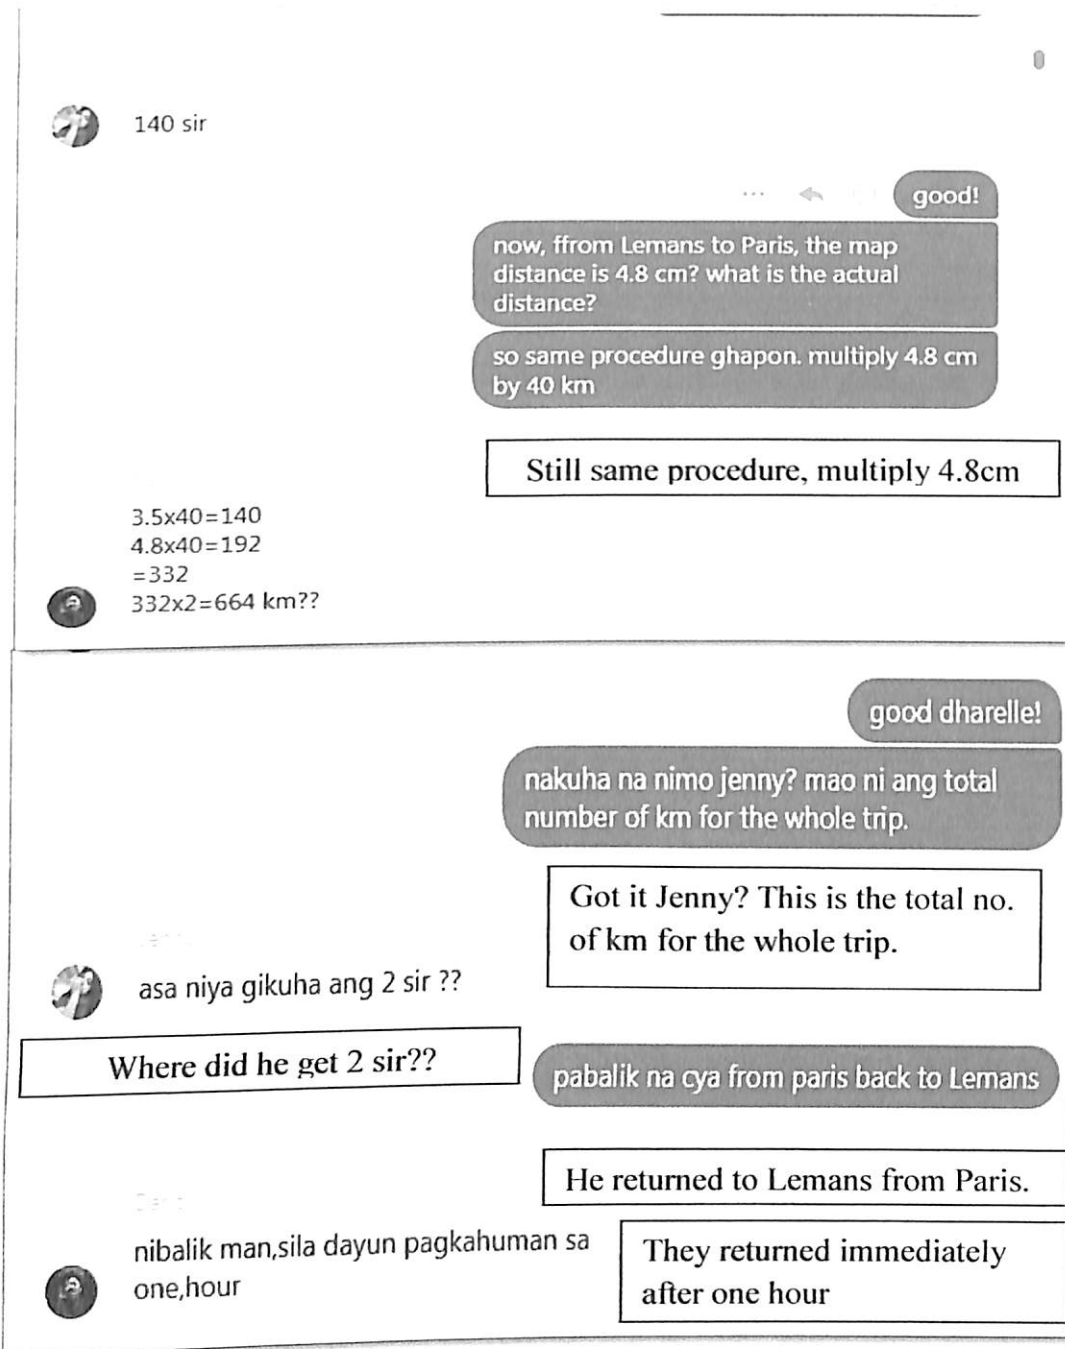 140 sir
good!
now, ffrom Lemans to Paris, the map
distance is 4.8 cm? what is the actual
distance?
so same procedure ghapon. multiply 4.8 cm
by 40 km
Still same procedure, multiply 4.8cm
3.5x40=140
4.8x40=192
=332
332x2=664 km??
good dharelle!
nakuha na nimo jenny? mao ni ang total
number of km for the whole trip.
Got it Jenny? This is the total no.
of km for the whole trip.
asa niya gikuha ang 2 sir ??
Where did he get 2 sir??
pabalik na cya from paris back to Lemans
He returned to Lemans from Paris.
nibalik man,sila dayun pagkahuman sa
one,hour
They returned immediately
after one hour